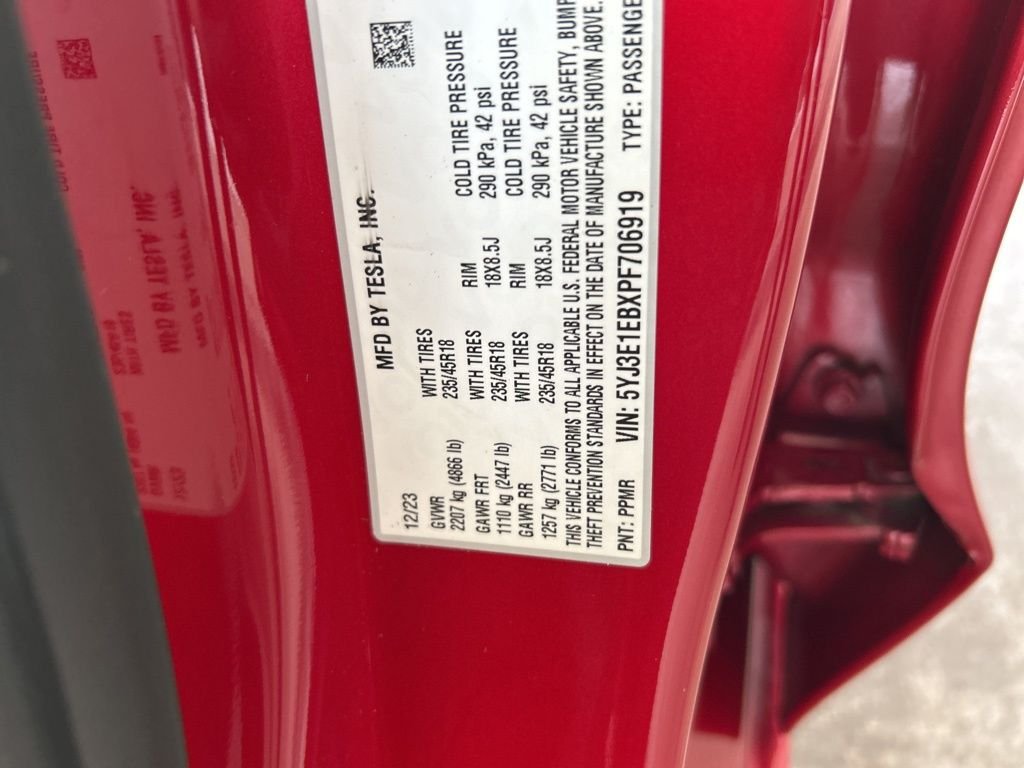 MFD BY TESLA, INC.
12/23
GVWR WITH TIRES RIM COLD TIRE PRESSURE
2207 kg (4866 lb) 235/45R18 18X8.5J 290 kPa, 42 psi
GAWR FRT WITH TIRES RIM COLD TIRE PRESSURE
1110 kg (2447 lb) 235/45R18 18X8.5J 290 kPa, 42 psi
GAWR RR WITH TIRES
1257 kg (2771 lb) 235/45R18
THIS VEHICLE CONFORMS TO ALL APPLICABLE U.S. FEDERAL MOTOR VEHICLE SAFETY,
THEFT PREVENTION STANDARDS IN EFFECT ON THE DATE OF MANUFACTURE SHOWN ABOVE.
PNT: PPMR VIN: 5YJ3E1EBXPF706919 TYPE: